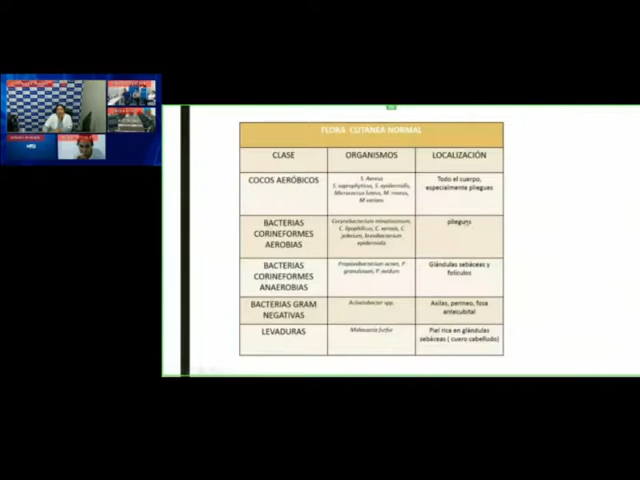 FLORA CUTANEA NORMAL
CLASE
ORGANISMOS
LOCALIZACIÓN
COCOS AERÓBICOS
S. Aereus
S. saprophyticus, S. epidermidis,
Micrococcus luteus, M. roseus,
M varians
Todo el cuerpo,
especialmente pliegues
BACTERIAS
CORINEFORMES
AEROBIAS
Corynebacterium minutissimum,
C. lipophilicus, C. xerosis, C.
jeikeium, brevibacterium
epidermidis
pliegues
BACTERIAS
CORINEFORMES
ANAEROBIAS
Propionibacterium acnes, P
granulosum, P. avidum
Glándulas sebáceas y
folículos
BACTERIAS GRAM
NEGATIVAS
Acinetobacter spp.
Axilas, perineo, fosa
antecubital
LEVADURAS
Malassezia furfur
Piel rica en glándulas
sebáceas ( cuero cabelludo)